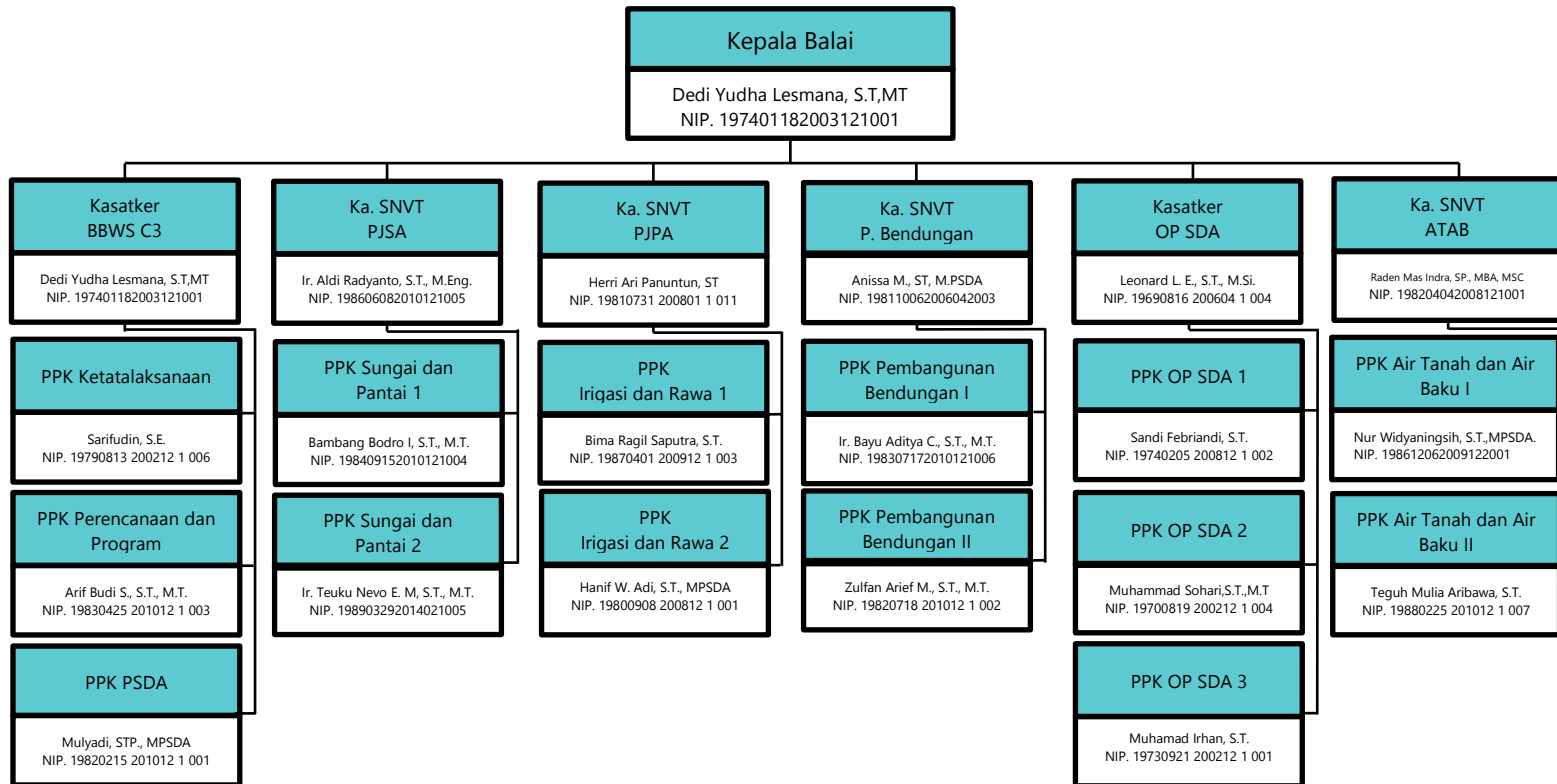 Kepala Balai
Dedi Yudha Lesmana, S.T,MT
NIP. 197401182003121001
Kasatker
BBWS C3
Dedi Yudha Lesmana, S.T,MT
NIP. 197401182003121001
Ka. SNVT
PJSA
Ir. Aldi Radyanto, S.T., M.Eng.
NIP. 198606082010121005
Ka. SNVT
PJPA
Herri Ari Panuntun, ST
NIP. 19810731 200801 1 011
Ka. SNVT
P. Bendungan
Anissa M., ST, M.PSDA
NIP. 198110062006042003
Kasatker
OP SDA
Leonard L. E., S.T., M.Si.
NIP. 19690816 200604 1 004
Ka. SNVT
ATAB
Raden Mas Indra, SP., MBA, MSC
NIP. 198204042008121001
PPK Ketatalaksanaan
Sarifudin, S.E.
NIP. 19790813 200212 1 006
PPK Sungai dan
Pantai 1
Bambang Bodro I, S.T., M.T.
NIP. 198409152010121004
PPK
Irigasi dan Rawa 1
Bima Ragil Saputra, S.T.
NIP. 19870401 200912 1 003
PPK Pembangunan
Bendungan I
Ir. Bayu Aditya C., S.T., M.T.
NIP. 198307172010121006
PPK OP SDA 1
Sandi Febriandi, S.T.
NIP. 19740205 200812 1 002
PPK Air Tanah dan Air
Baku I
Nur Widyaningsih, S.T.,MPSDA.
NIP. 198612062009122001
PPK Perencanaan dan
Program
Arif Budi S., S.T., M.T.
NIP. 19830425 201012 1 003
PPK Sungai dan
Pantai 2
Ir. Teuku Nevo E. M, S.T., M.T.
NIP. 198903292014021005
PPK
Irigasi dan Rawa 2
Hanif W. Adi, S.T., MPSDA
NIP. 19800908 200812 1 001
PPK Pembangunan
Bendungan II
Zulfan Arief M., S.T., M.T.
NIP. 19820718 201012 1 002
PPK OP SDA 2
Muhammad Sohari,S.T.,M.T
NIP. 19700819 200212 1 004
PPK Air Tanah dan Air
Baku II
Teguh Mulia Aribawa, S.T.
NIP. 19880225 201012 1 007
PPK PSDA
Mulyadi, STP., MPSDA
NIP. 19820215 201012 1 001
PPK OP SDA 3
Muhamad Irhan, S.T.
NIP. 19730921 200212 1 001